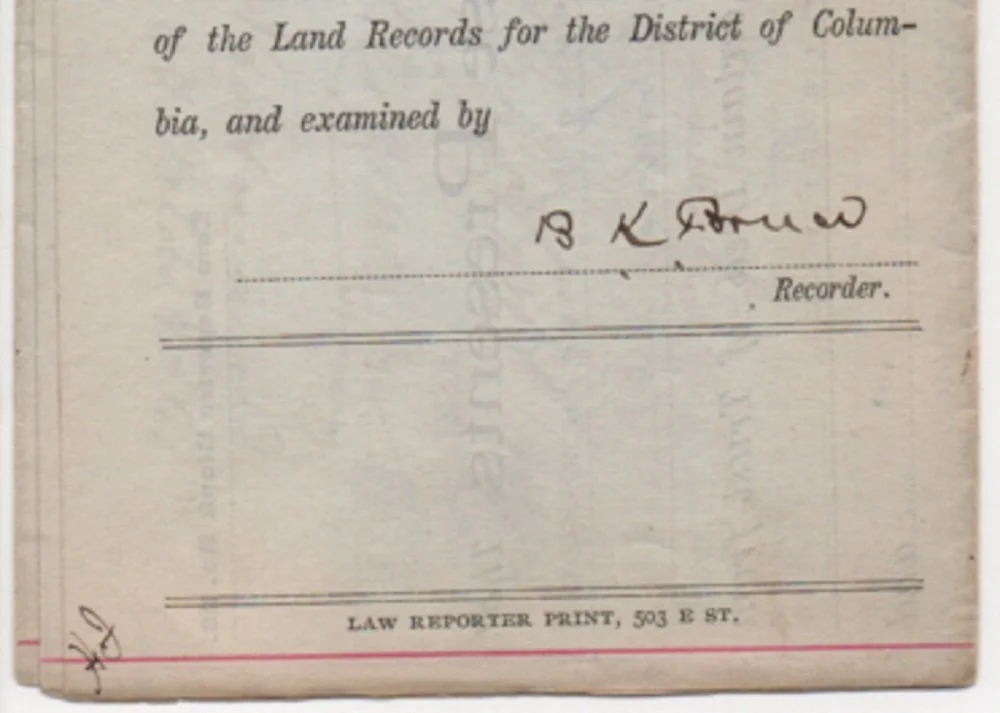 of the Land Records for the District of Colum-
bia, and examined by
B K Bruce
Recorder.
LAW REPORTER PRINT, 503 E ST.